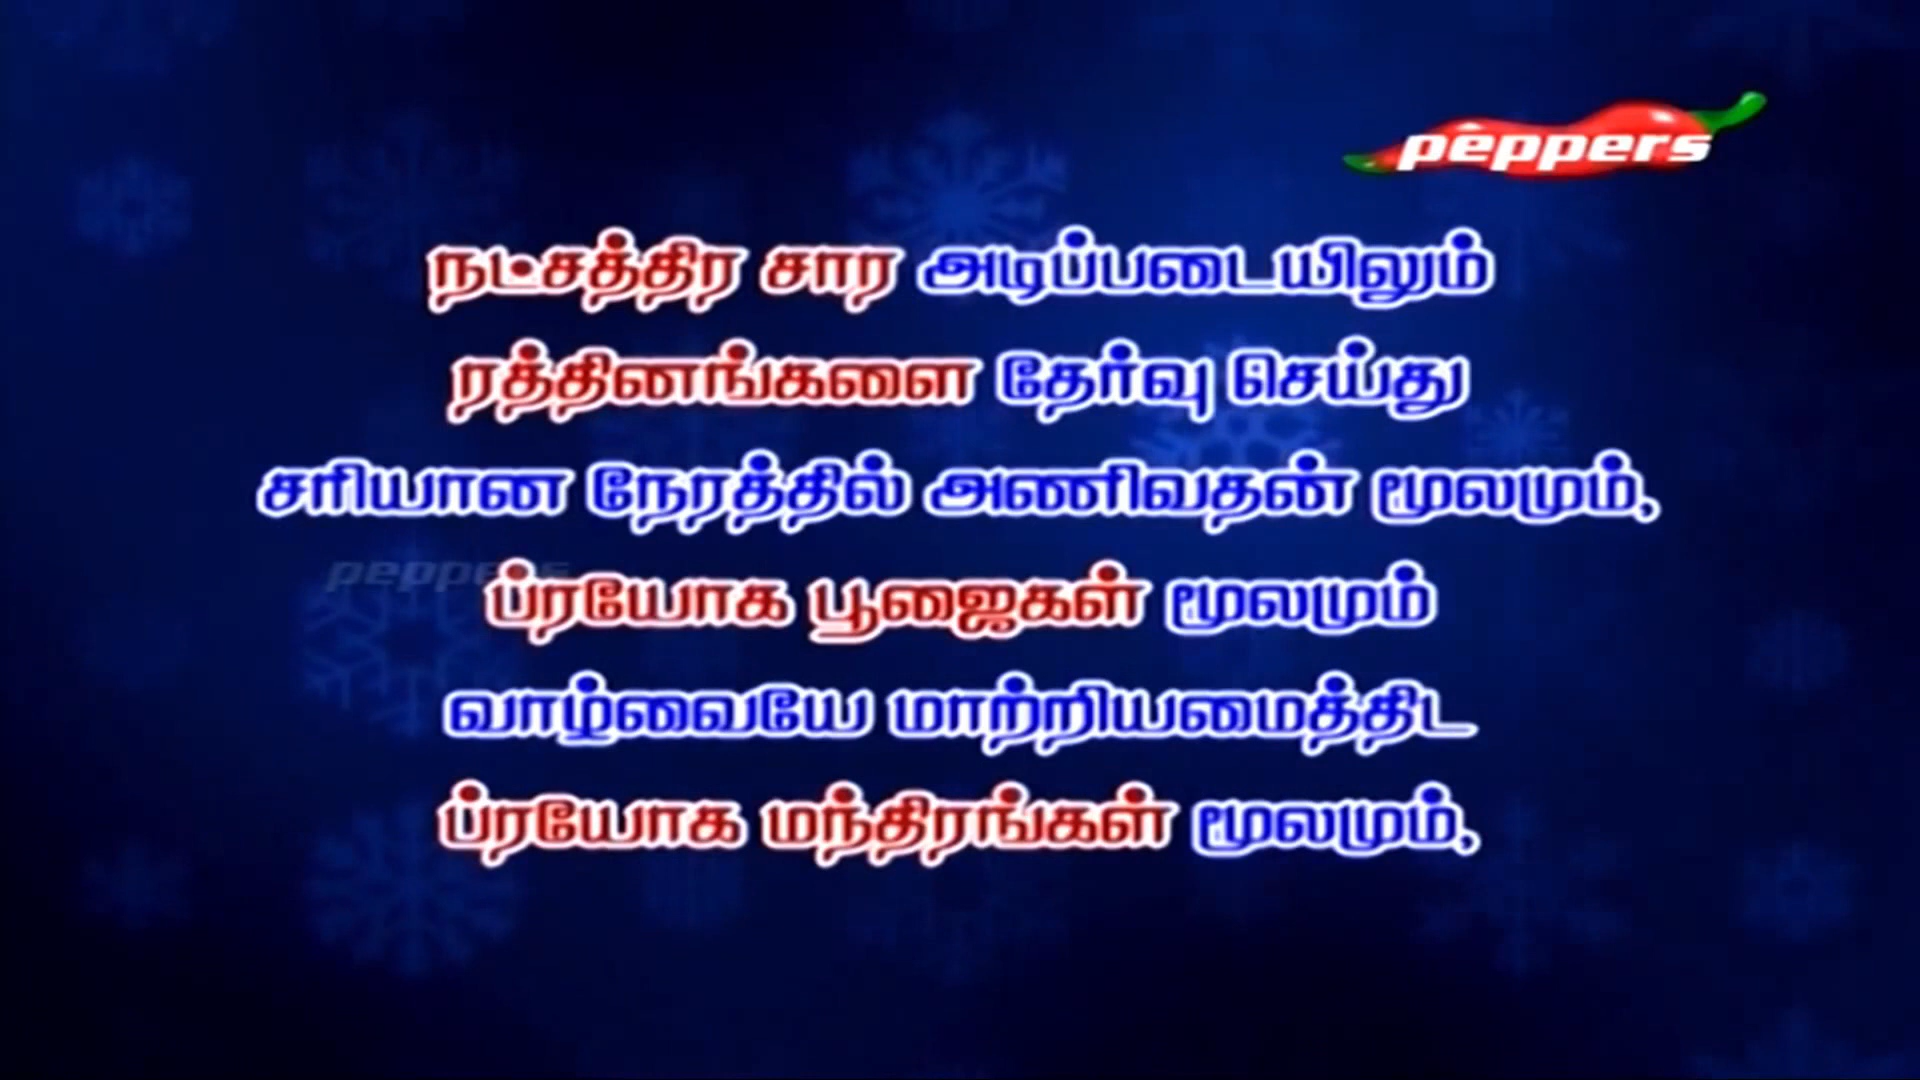 peppers
நட்சத்திர சார அடிப்படையிலும்
ரத்தினங்களை தேர்வு செய்து
சரியான நேரத்தில் அணிவதன் மூலமும்,
peppers
ப்ரயோக பூஜைகள் மூலமும்
வாழ்வையே மாற்றியமைத்திட
ப்ரயோக மந்திரங்கள் மூலமும்,